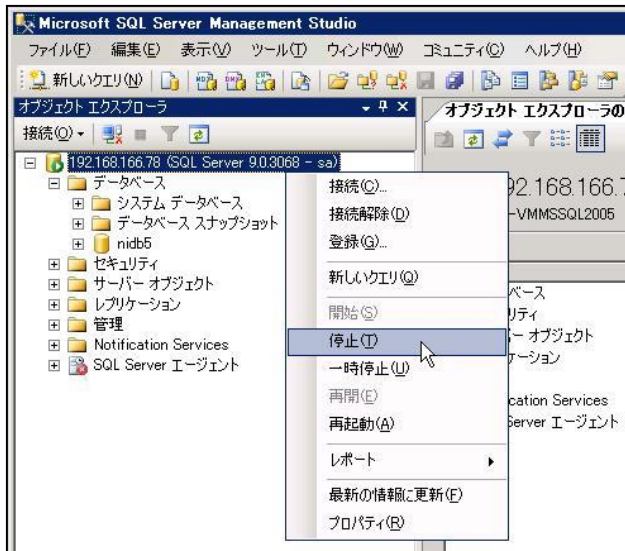 Microsoft SQL Server Management Studio
ファイル(F) 編集(E) 表示(V) ツール(T) ウィンドウ(W) コミュニティ(C) ヘルプ(H)
新しいクエリ(N)
オブジェクト エクスプローラ
オブジェクト エクスプローラの
接続(O)
192.168.166.78 (SQL Server 9.0.3068 - sa)
データベース
システム データベース
データベース スナップショット
nidb5
セキュリティ
サーバー オブジェクト
レプリケーション
管理
Notification Services
SQL Server エージェント
接続(C)...
接続解除(D)
登録(G)...
新しいクエリ(Q)
開始(S)
停止(T)
一時停止(U)
再開(E)
再起動(A)
レポート
最新の情報に更新(F)
プロパティ(R)
92.168.166.7
-VMMSSQL2005
ベース
リティ
ー オブジェクト
ケーション
cation Services
Server エージェント